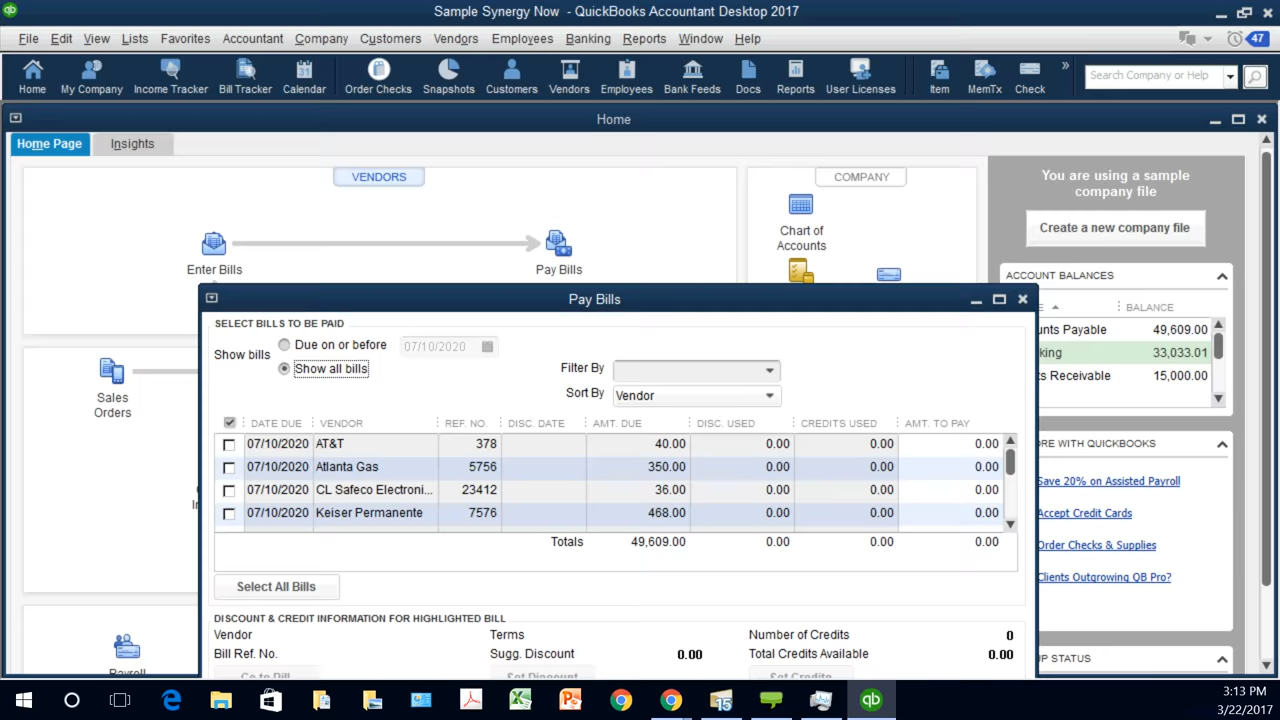 Sample Synergy Now - QuickBooks Accountant Desktop 2017
File Edit View Lists Favorites Accountant Company Customers Vendors Employees Banking Reports Window Help
47
Home My Company Income Tracker Bill Tracker Calendar Order Checks Snapshots Customers Vendors Employees Bank Feeds Docs Reports User Licenses Item MemTx Check
Search Company or Help
Home
Home Page Insights
VENDORS
COMPANY
You are using a sample
company file
Create a new company file
Enter Bills
Pay Bills
Chart of
Accounts
ACCOUNT BALANCES
BALANCE
unts Payable 49,609.00
king 33,033.01
ts Receivable 15,000.00
Sales
Orders
Pay Bills
SELECT BILLS TO BE PAID
Show bills
Due on or before 07/10/2020
Show all bills
Filter By
Sort By Vendor
DATE DUE VENDOR REF. NO. DISC. DATE AMT. DUE DISC. USED CREDITS USED AMT. TO PAY
07/10/2020 AT&T 378 40.00 0.00 0.00 0.00
07/10/2020 Atlanta Gas 5756 350.00 0.00 0.00 0.00
07/10/2020 CL Safeco Electroni... 23412 36.00 0.00 0.00 0.00
07/10/2020 Keiser Permanente 7576 468.00 0.00 0.00 0.00
Totals 49,609.00 0.00 0.00 0.00
Select All Bills
DISCOUNT & CREDIT INFORMATION FOR HIGHLIGHTED BILL
Vendor Terms Number of Credits 0
Bill Ref. No. Sugg. Discount 0.00 Total Credits Available 0.00
Go to Bill Set Discount Set Credits
ORE WITH QUICKBOOKS
Save 20% on Assisted Payroll
Accept Credit Cards
Order Checks & Supplies
Clients Outgrowing QB Pro?
UP STATUS
Payroll
15
qb
3:13 PM
3/22/2017